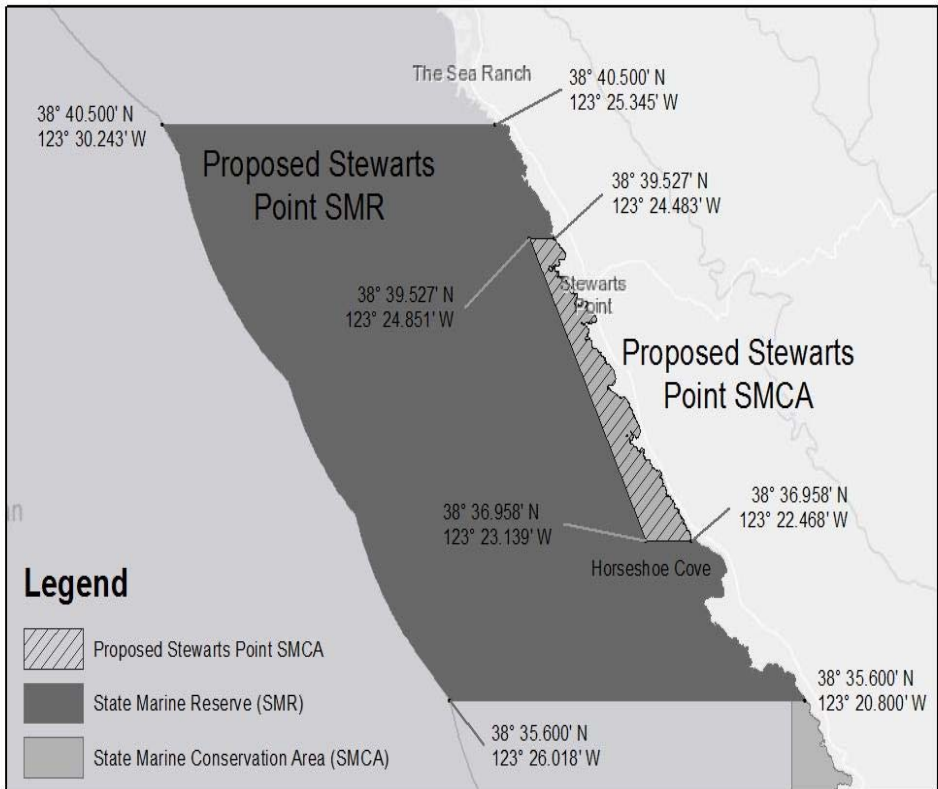 The Sea Ranch
38° 40.500' N
123° 25.345' W
38° 40.500' N
123° 30.243' W
Proposed Stewarts
Point SMR
38° 39.527' N
123° 24.483' W
38° 39.527' N
123° 24.851' W
Stewarts
Point
Proposed Stewarts
Point SMCA
38° 36.958' N
123° 23.139' W
38° 36.958' N
123° 22.468' W
Horseshoe Cove
an
Legend
Proposed Stewarts Point SMCA
State Marine Reserve (SMR)
State Marine Conservation Area (SMCA)
38° 35.600' N
123° 20.800' W
38° 35.600' N
123° 26.018' W